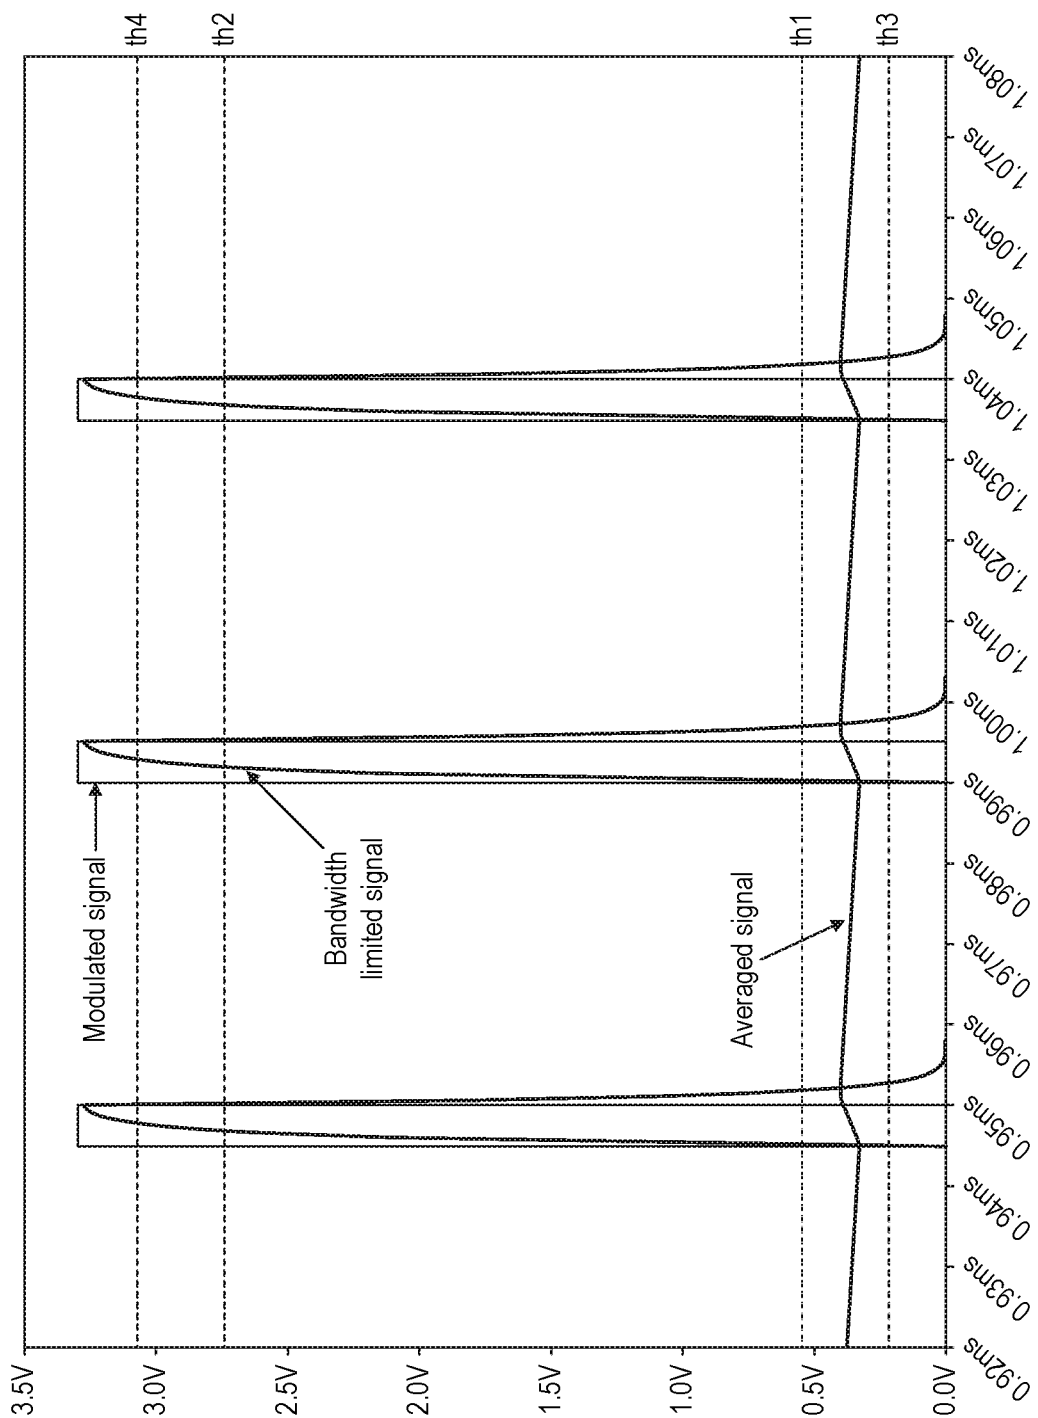 3.5V
3.0V
2.5V
2.0V
1.5V
1.0V
0.5V
0.0V
th4
th2
th1
th3
Modulated signal
Bandwidth
limited signal
Averaged signal
0.92ms
0.93ms
0.94ms
0.95ms
0.96ms
0.97ms
0.98ms
0.99ms
1.00ms
1.01ms
1.02ms
1.03ms
1.04ms
1.05ms
1.06ms
1.07ms
1.08ms